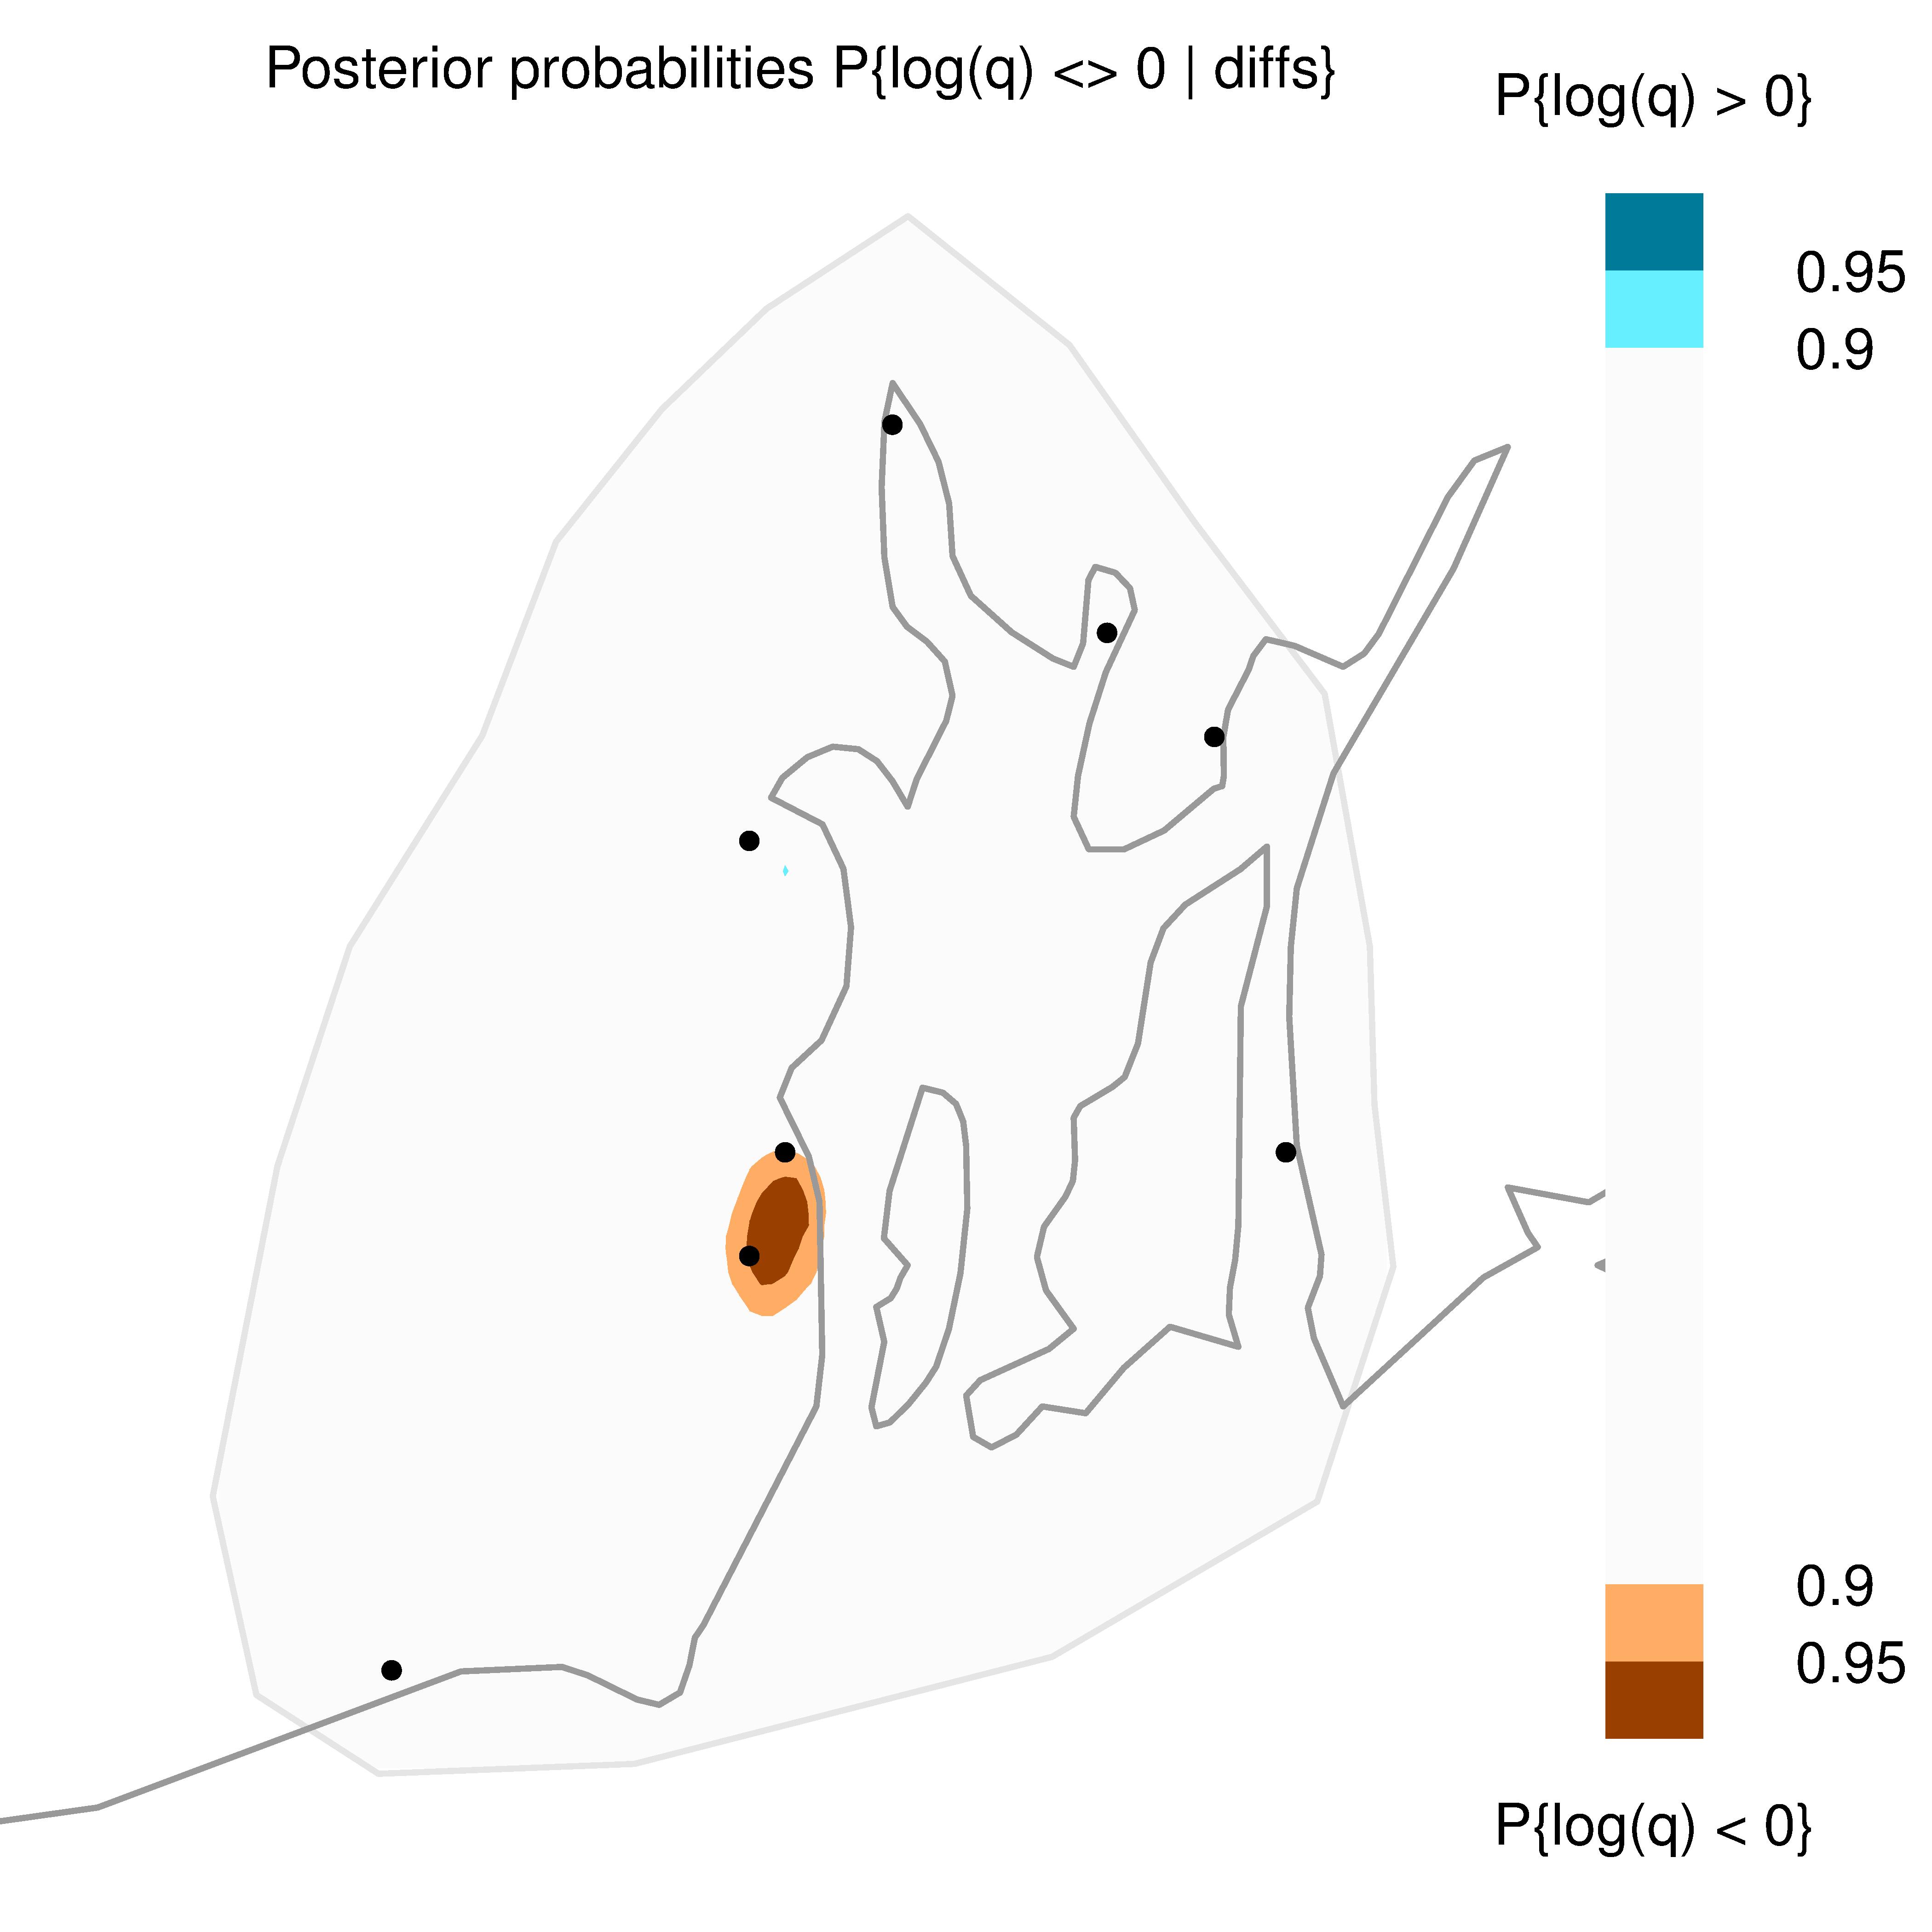 Posterior probabilities P{log(q) <> 0 | diffs}
P{log(q) > 0}
0.95
0.9
0.9
0.95
P{log(q) < 0}